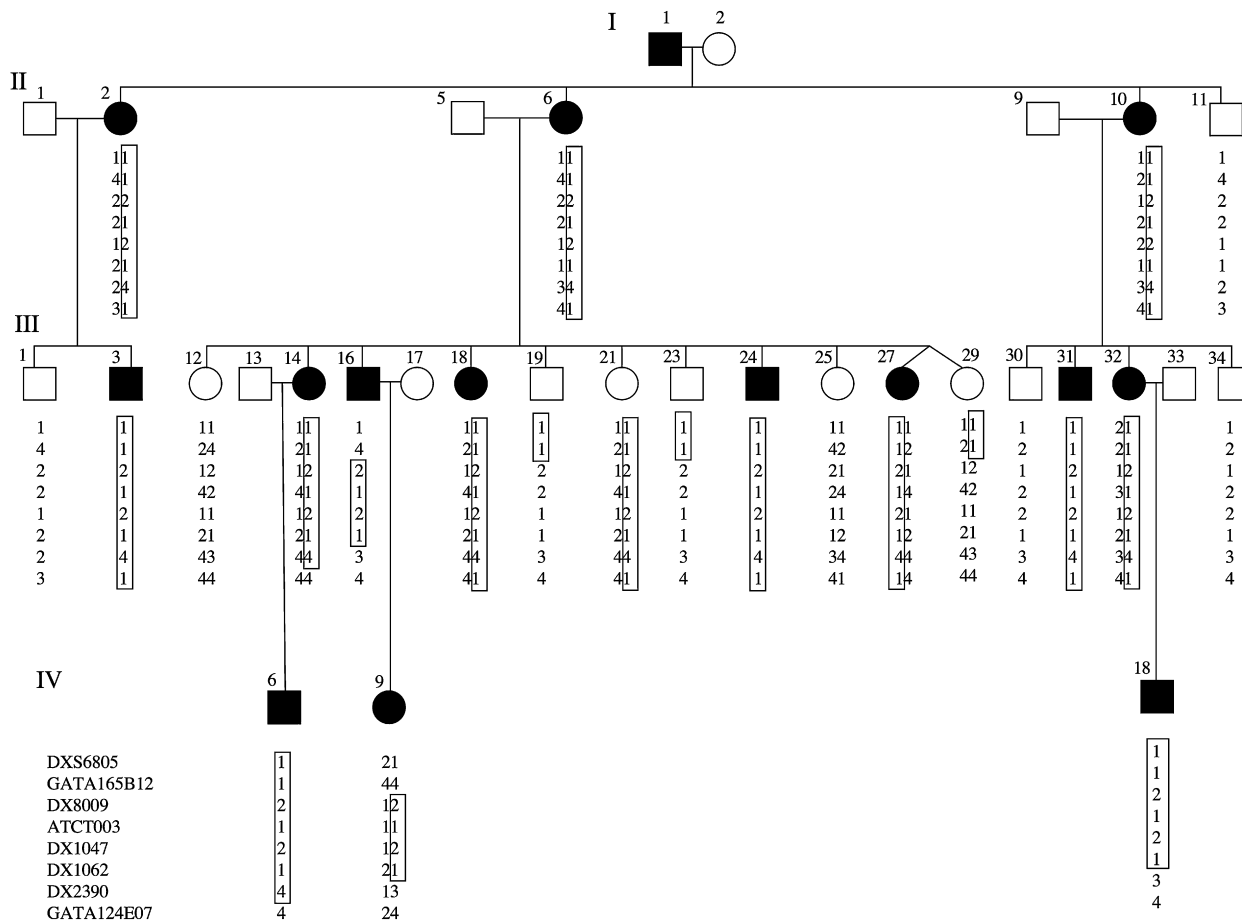 I 1 2
II 1 2 5 6 9 10 11
11 11 11 1
41 41 21 4
22 22 12 2
21 21 21 2
12 12 22 1
21 11 11 1
24 34 34 2
31 41 41 3
III
1 3 12 13 14 16 17 18 19 21 23 24 25 27 29 30 31 32 33 34
1 1 11 11 1 11 1 11 1 1 11 11 11 1 1 21 1
4 1 24 21 4 21 1 21 1 1 42 12 21 2 1 21 2
2 2 12 12 2 12 2 12 2 2 21 21 12 1 2 12 1
2 1 42 41 1 41 2 41 2 1 24 14 42 2 1 31 2
1 2 11 12 2 12 1 12 1 2 11 21 11 2 2 12 2
2 1 21 21 1 21 1 21 1 1 12 12 21 1 1 21 1
2 4 43 44 3 44 3 44 3 4 34 44 43 3 4 34 3
3 1 44 44 4 41 4 41 4 1 41 14 44 4 1 41 4
IV 6 9 18
DXS6805 1 21 1
GATA165B12 1 44 1
DX8009 2 12 2
ATCT003 1 11 1
DX1047 2 12 2
DX1062 1 21 1
DX2390 4 13 3
GATA124E07 4 24 4